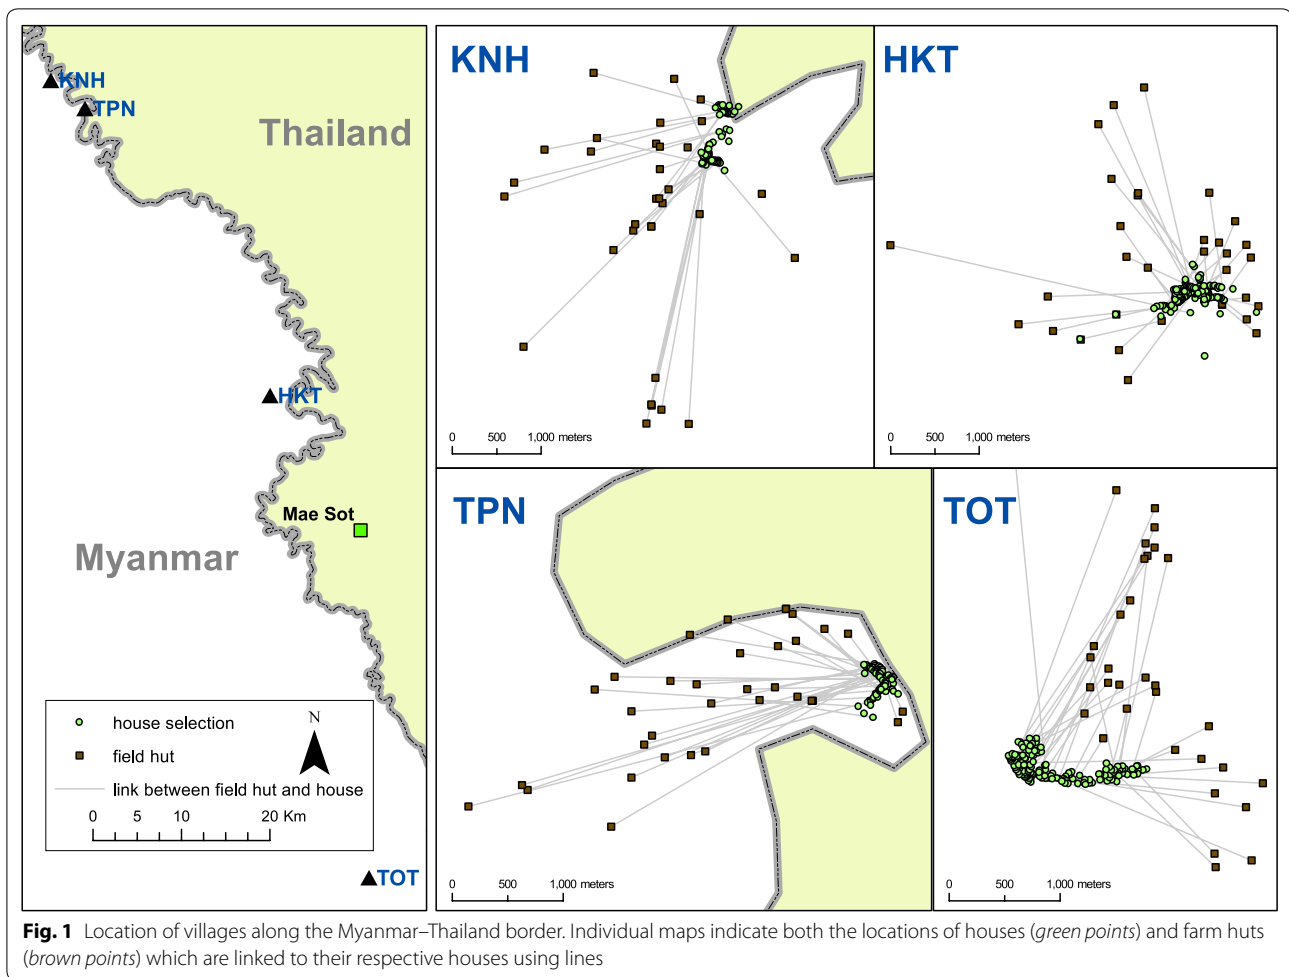 KNH
TPN
Thailand
HKT
Mae Sot
Myanmar
house selection
N
field hut
link between field hut and house
0 5 10 20 Km
TOT
KNH
0 500 1,000 meters
HKT
0 500 1,000 meters
TPN
0 500 1,000 meters
TOT
0 500 1,000 meters
Fig. 1 Location of villages along the Myanmar–Thailand border. Individual maps indicate both the locations of houses (green points) and farm huts
(brown points) which are linked to their respective houses using lines